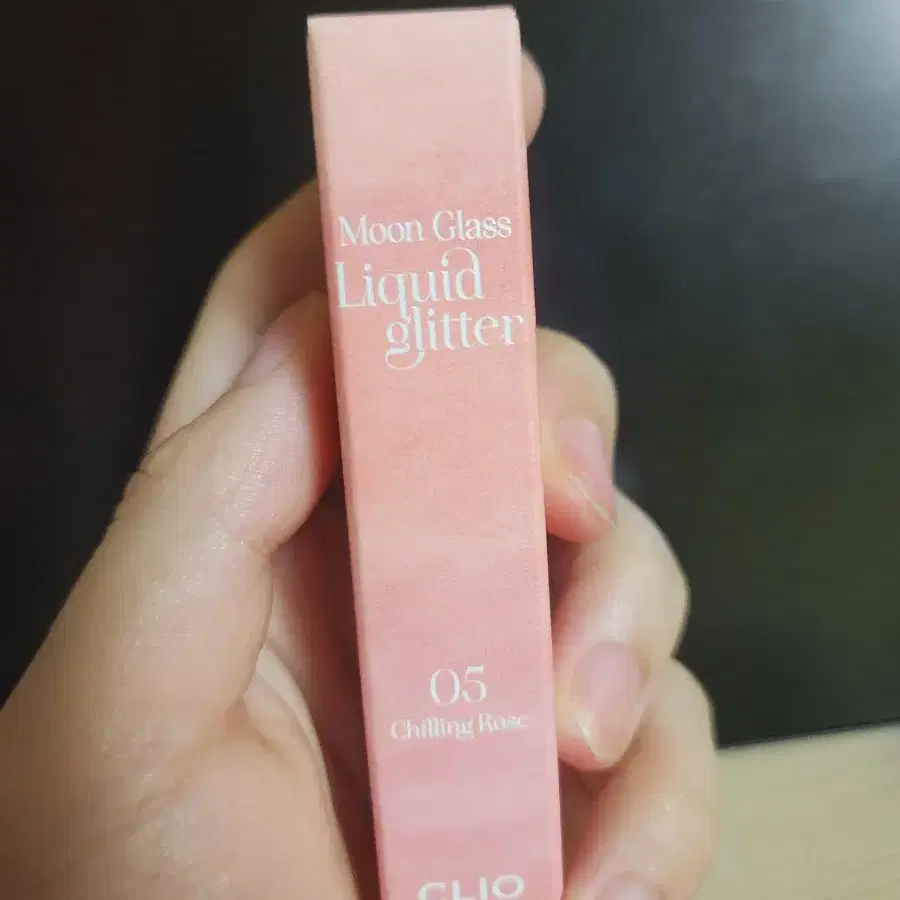 Moon Glass
Liquid
glitter
05
Chilling Rose
CLIO